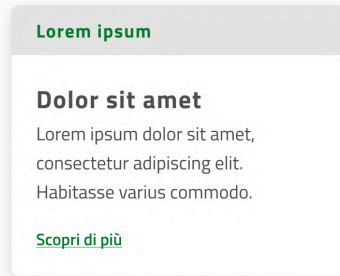 Lorem ipsum
Dolor sit amet
Lorem ipsum dolor sit amet,
consectetur adipiscing elit.
Habitasse varius commodo.
Scopri di più